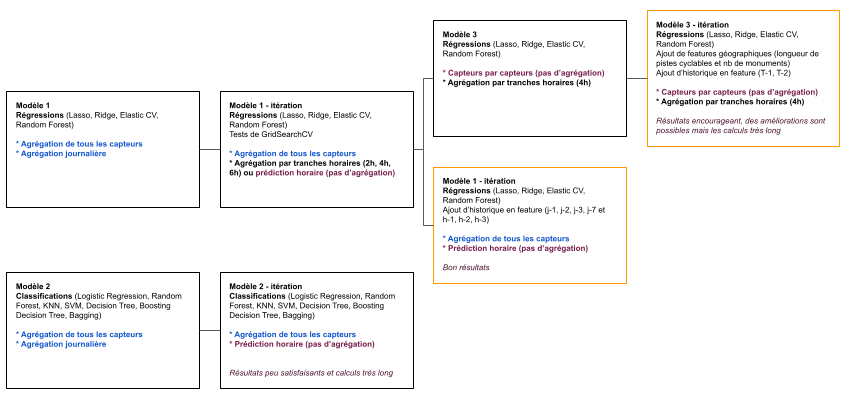 Modèle 1
Régressions (Lasso, Ridge, Elastic CV,
Random Forest)
* Agrégation de tous les capteurs
* Agrégation journalière
Modèle 1 - itération
Régressions (Lasso, Ridge, Elastic CV,
Random Forest)
Tests de GridSearchCV
* Agrégation de tous les capteurs
* Agrégation par tranches horaires (2h, 4h,
6h) ou prédiction horaire (pas d'agrégation)
Modèle 3
Régressions (Lasso, Ridge, Elastic CV,
Random Forest)
* Capteurs par capteurs (pas d'agrégation)
* Agrégation par tranches horaires (4h)
Modèle 3 - itération
Régressions (Lasso, Ridge, Elastic CV,
Random Forest)
Ajout de features géographiques (longueur de
pistes cyclables et nb de monuments)
Ajout d'historique en feature (T-1, T-2)
* Capteurs par capteurs (pas d'agrégation)
* Agrégation par tranches horaires (4h)
Résultats encourageant, des améliorations sont
possibles mais les calculs très long
Modèle 1 - itération
Régressions (Lasso, Ridge, Elastic CV,
Random Forest)
Ajout d'historique en feature (j-1, j-2, j-3, j-7 et
h-1, h-2, h-3)
* Agrégation de tous les capteurs
* Prédiction horaire (pas d'agrégation)
Bon résultats
Modèle 2
Classifications (Logistic Regression, Random
Forest, KNN, SVM, Decision Tree, Boosting
Decision Tree, Bagging)
* Agrégation de tous les capteurs
* Agrégation journalière
Modèle 2 - itération
Classifications (Logistic Regression, Random
Forest, KNN, SVM, Decision Tree, Boosting
Decision Tree, Bagging)
* Agrégation de tous les capteurs
* Prédiction horaire (pas d'agrégation)
Résultats peu satisfaisants et calculs très long